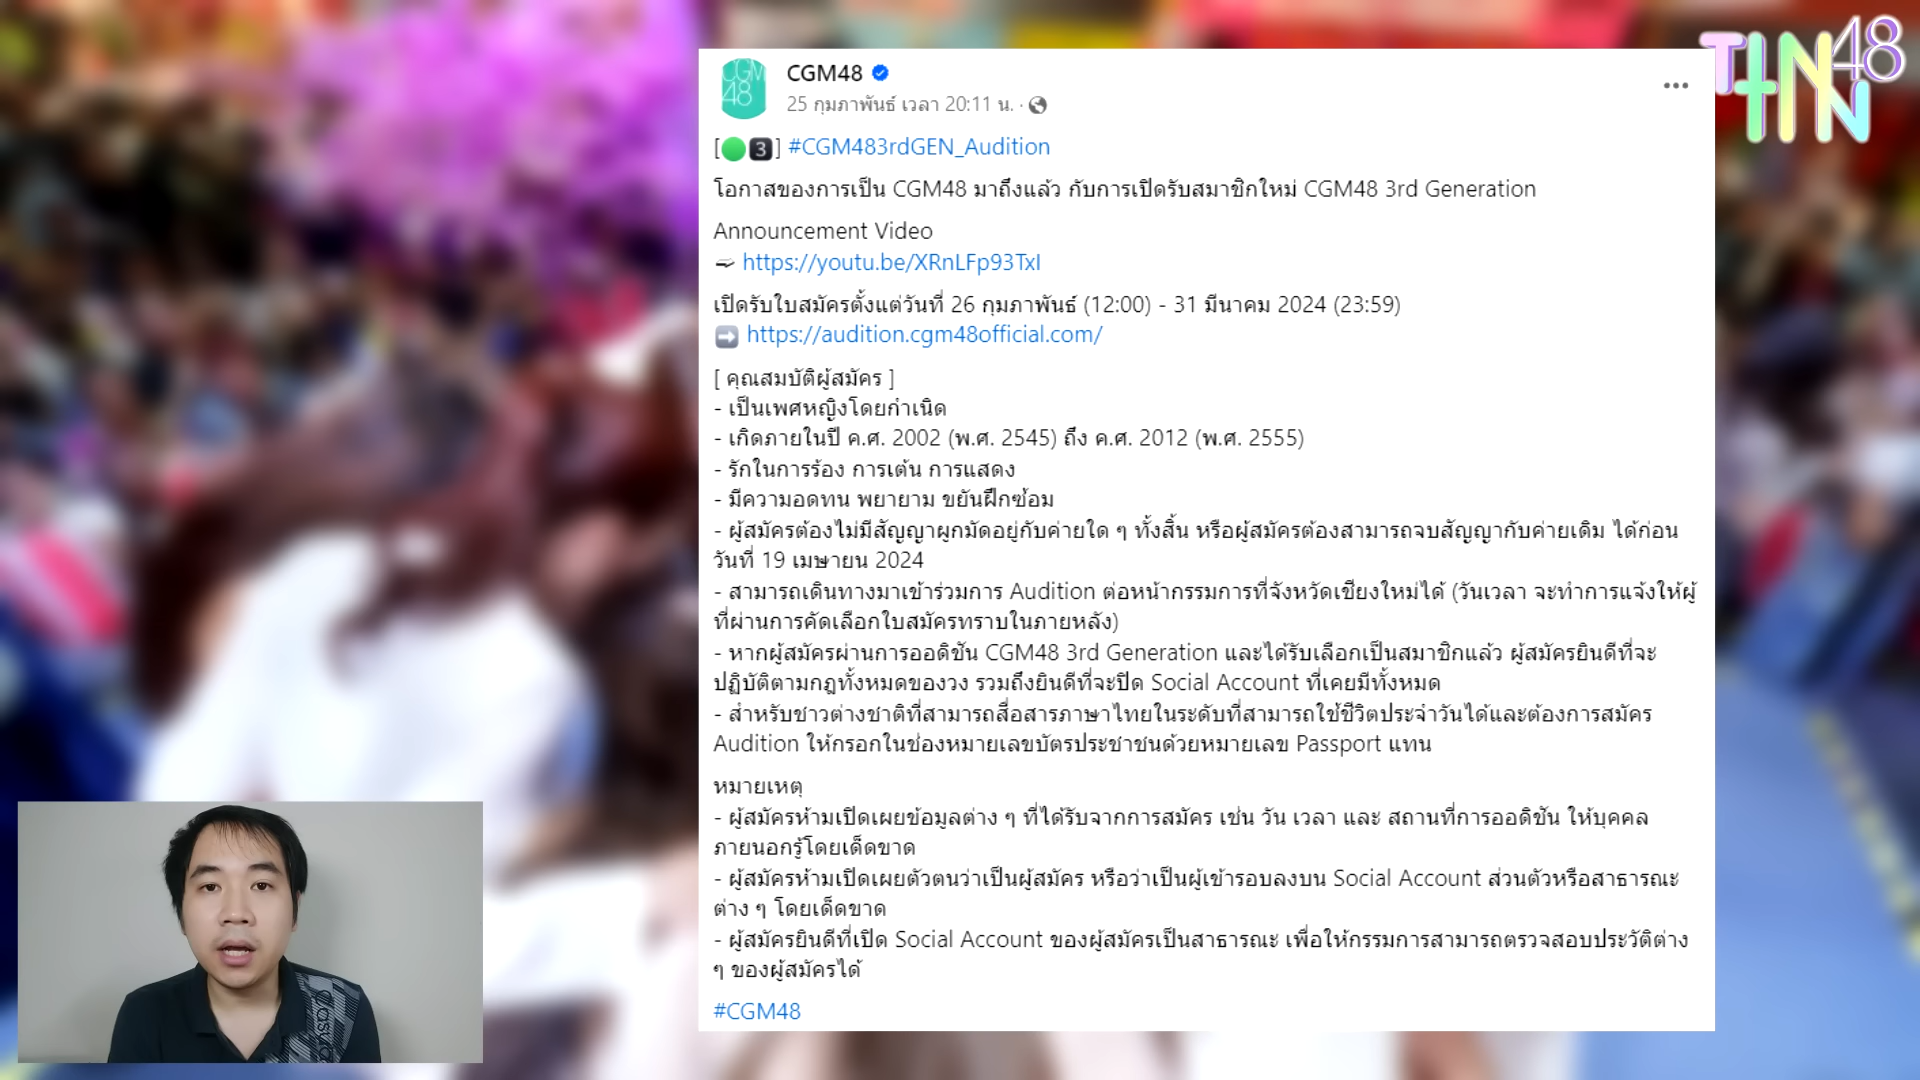 TIN TIN 48
CGM48
CGM48
25 กุมภาพันธ์ เวลา 20:11 น. ·
[🟢3️⃣] #CGM483rdGEN_Audition
โอกาสของการเป็น CGM48 มาถึงแล้ว กับการเปิดรับสมาชิกใหม่ CGM48 3rd Generation
Announcement Video
➫ https://youtu.be/XRnLFp93TxI
เปิดรับใบสมัครตั้งแต่วันที่ 26 กุมภาพันธ์ (12:00) - 31 มีนาคม 2024 (23:59)
➡️ https://audition.cgm48official.com/
[ คุณสมบัติผู้สมัคร ]
- เป็นเพศหญิงโดยกำเนิด
- เกิดภายในปี ค.ศ. 2002 (พ.ศ. 2545) ถึง ค.ศ. 2012 (พ.ศ. 2555)
- รักในการร้อง การเต้น การแสดง
- มีความอดทน พยายาม ขยันฝึกซ้อม
- ผู้สมัครต้องไม่มีสัญญาผูกมัดอยู่กับค่ายใด ๆ ทั้งสิ้น หรือผู้สมัครต้องสามารถจบสัญญากับค่ายเดิม ได้ก่อน
วันที่ 19 เมษายน 2024
- สามารถเดินทางมาเข้าร่วมการ Audition ต่อหน้ากรรมการที่จังหวัดเชียงใหม่ได้ (วันเวลา จะทำการแจ้งให้ผู้
ที่ผ่านการคัดเลือกใบสมัครทราบในภายหลัง)
- หากผู้สมัครผ่านการออดิชัน CGM48 3rd Generation และได้รับเลือกเป็นสมาชิกแล้ว ผู้สมัครยินดีที่จะ
ปฏิบัติตามกฎทั้งหมดของวง รวมถึงยินดีที่จะปิด Social Account ที่เคยมีทั้งหมด
- สำหรับชาวต่างชาติที่สามารถสื่อสารภาษาไทยในระดับที่สามารถใช้ชีวิตประจำวันได้และต้องการสมัคร
Audition ให้กรอกในช่องหมายเลขบัตรประชาชนด้วยหมายเลข Passport แทน
หมายเหตุ
- ผู้สมัครห้ามเปิดเผยข้อมูลต่าง ๆ ที่ได้รับจากการสมัคร เช่น วัน เวลา และ สถานที่การออดิชัน ให้บุคคล
ภายนอกรู้โดยเด็ดขาด
- ผู้สมัครห้ามเปิดเผยตัวตนว่าเป็นผู้สมัคร หรือว่าเป็นผู้เข้ารอบลงบน Social Account ส่วนตัวหรือสาธารณะ
ต่าง ๆ โดยเด็ดขาด
- ผู้สมัครยินดีที่เปิด Social Account ของผู้สมัครเป็นสาธารณะ เพื่อให้กรรมการสามารถตรวจสอบประวัติต่าง
ๆ ของผู้สมัครได้
#CGM48